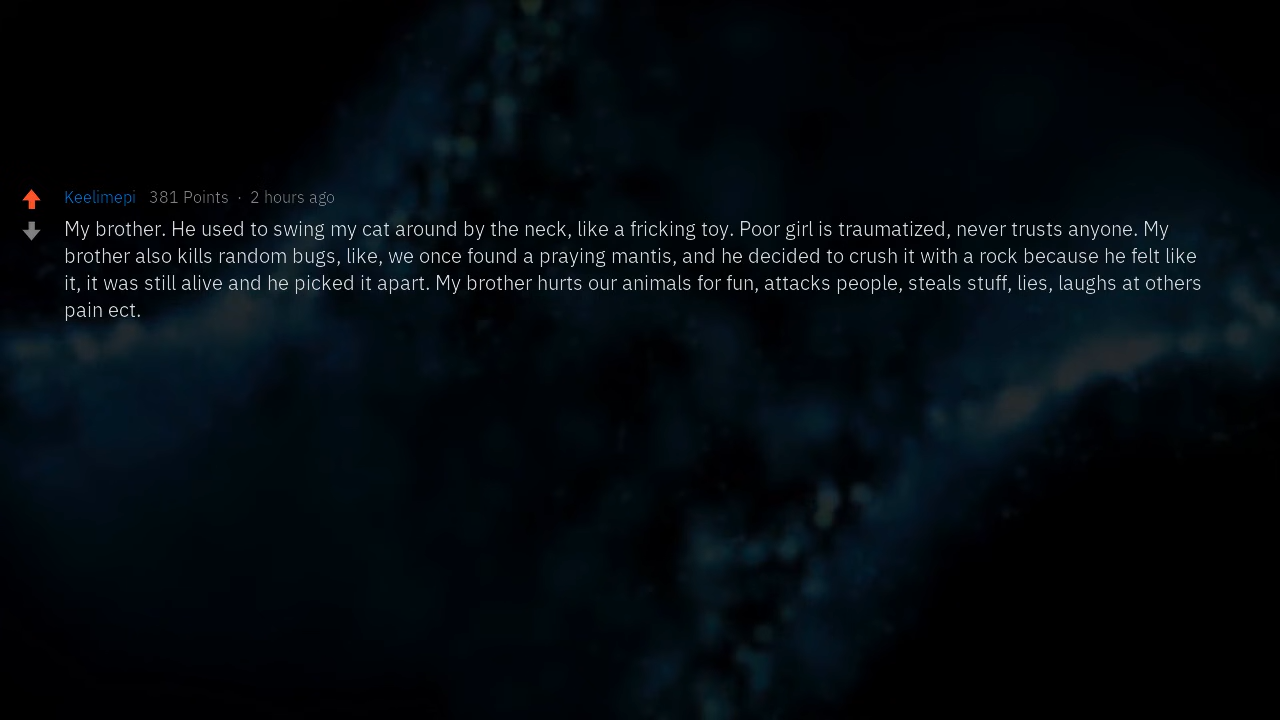 Keelimepi 381 Points · 2 hours ago
My brother. He used to swing my cat around by the neck, like a fricking toy. Poor girl is traumatized, never trusts anyone. My
brother also kills random bugs, like, we once found a praying mantis, and he decided to crush it with a rock because he felt like
it, it was still alive and he picked it apart. My brother hurts our animals for fun, attacks people, steals stuff, lies, laughs at others
pain ect.